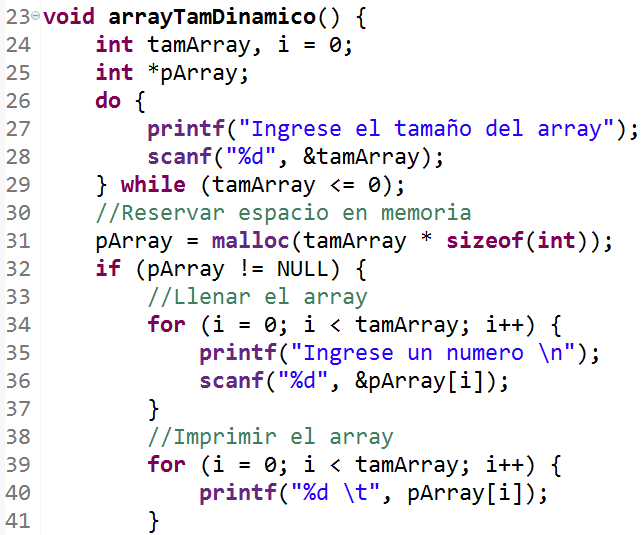 23 void arrayTamDinamico() {
24     int tamArray, i = 0;
25     int *pArray;
26     do {
27         printf("Ingrese el tamaño del array");
28         scanf("%d", &tamArray);
29     } while (tamArray <= 0);
30     //Reservar espacio en memoria
31     pArray = malloc(tamArray * sizeof(int));
32     if (pArray != NULL) {
33         //Llenar el array
34         for (i = 0; i < tamArray; i++) {
35             printf("Ingrese un numero \n");
36             scanf("%d", &pArray[i]);
37         }
38         //Imprimir el array
39         for (i = 0; i < tamArray; i++) {
40             printf("%d \t", pArray[i]);
41         }